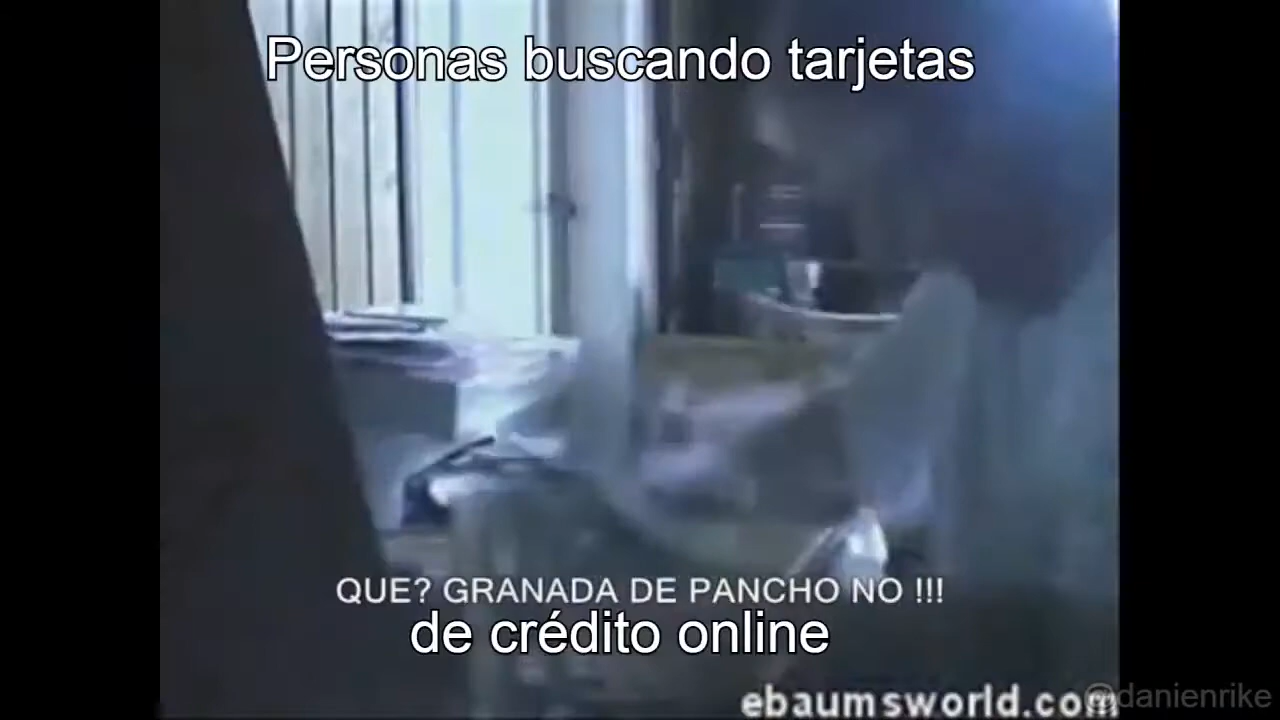 Personas buscando tarjetas
QUE? GRANADA DE PANCHO NO !!!
de crédito online
ebaumsworld.com
@danienrike